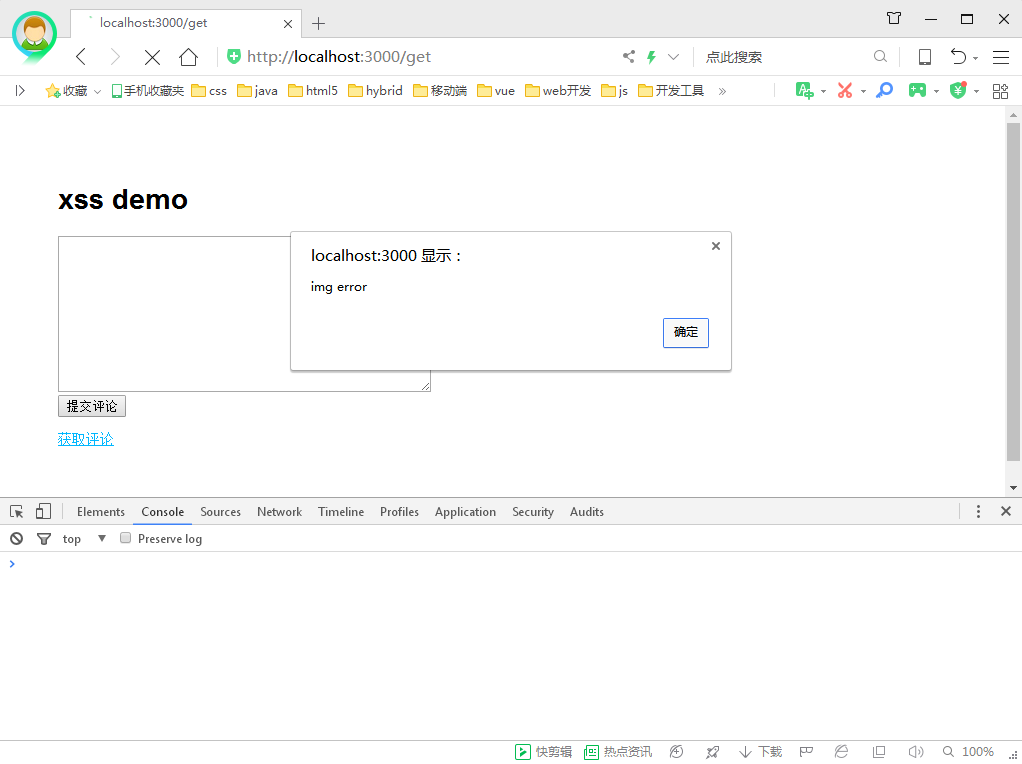 localhost:3000/get
http://localhost:3000/get
点此搜索
收藏 手机收藏夹 css java html5 hybrid 移动端 vue web开发 js 开发工具 »
xss demo
localhost:3000 显示：
img error
确定
提交评论
获取评论
Elements Console Sources Network Timeline Profiles Application Security Audits
top Preserve log
快剪辑 热点资讯 下载 100%